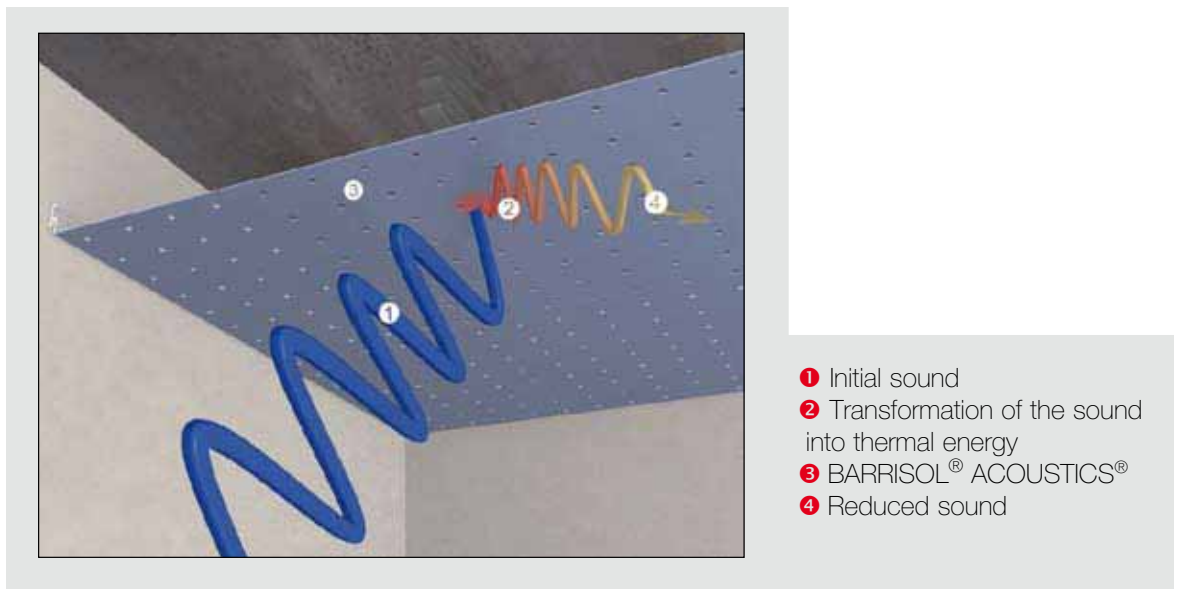 3
2
4
1
❶ Initial sound
❷ Transformation of the sound
into thermal energy
❸ BARRISOL® ACOUSTICS®
❹ Reduced sound